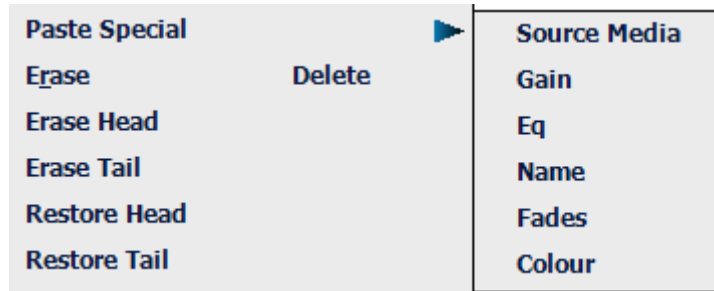 Paste Special
Erase Delete
Erase Head
Erase Tail
Restore Head
Restore Tail
Source Media
Gain
Eq
Name
Fades
Colour